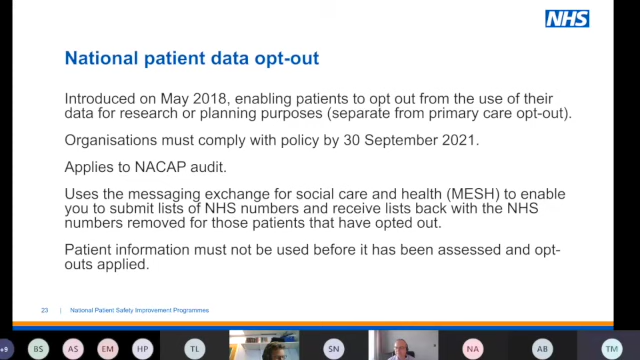 NHS
National patient data opt-out
Introduced on May 2018, enabling patients to opt out from the use of their
data for research or planning purposes (separate from primary care opt-out).
Organisations must comply with policy by 30 September 2021.
Applies to NACAP audit.
Uses the messaging exchange for social care and health (MESH) to enable
you to submit lists of NHS numbers and receive lists back with the NHS
numbers removed for those patients that have opted out.
Patient information must not be used before it has been assessed and opt-
outs applied.
23 | National Patient Safety Improvement Programmes
+9 BS AS EM HP TL SN NA AB TM